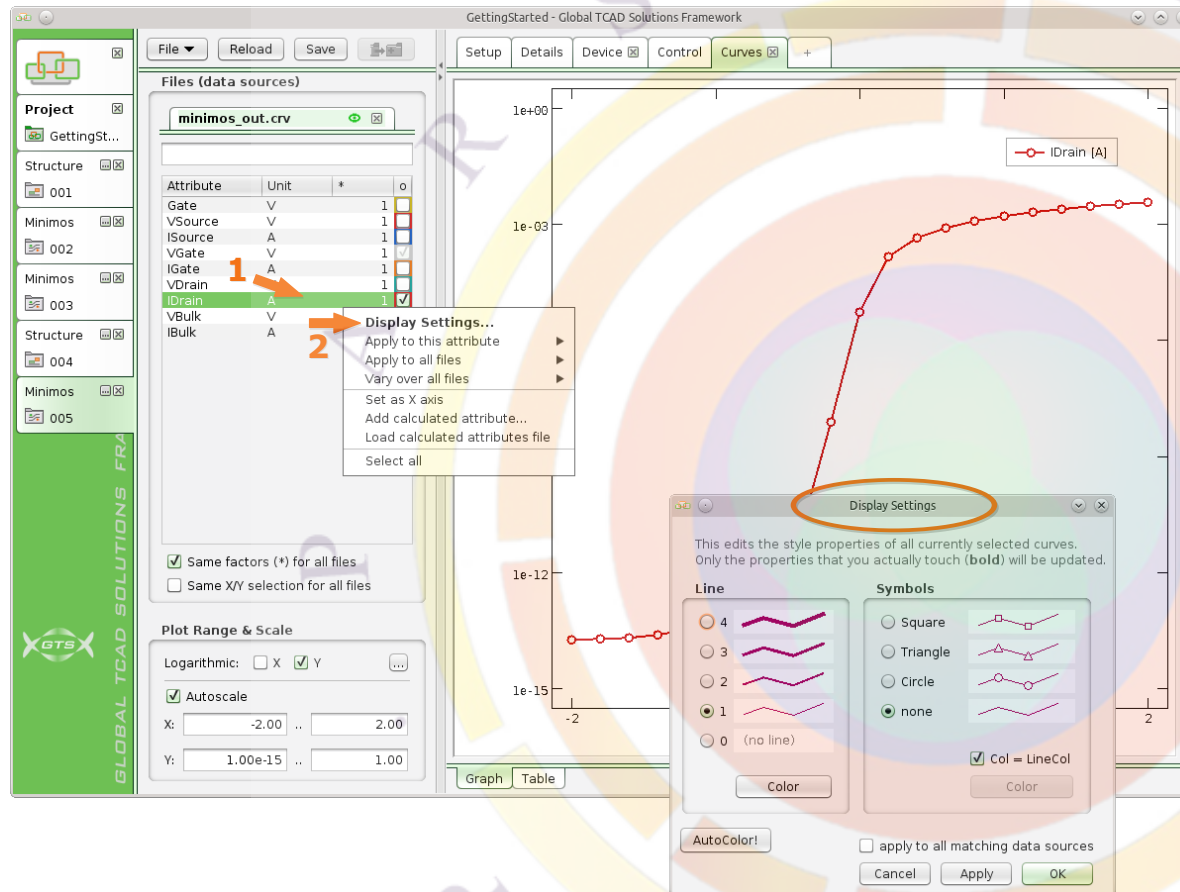 GettingStarted - Global TCAD Solutions Framework
File
Reload
Save
Setup
Details
Device
Control
Curves
+
Project
GettingSt...
Structure
001
Minimos
002
Minimos
003
Structure
004
Minimos
005
GLOBAL TCAD SOLUTIONS FRA
GTS
Files (data sources)
minimos_out.crv
Attribute Unit * o
Gate V 1
VSource V 1
ISource A 1
VGate V 1
IGate A 1
VDrain 1
IDrain A 1
VBulk V
IBulk A
1
2
Display Settings...
Apply to this attribute
Apply to all files
Vary over all files
Set as X axis
Add calculated attribute...
Load calculated attributes file
Select all
Same factors (*) for all files
Same X/Y selection for all files
Plot Range & Scale
Logarithmic: X Y ...
Autoscale
X: -2.00 .. 2.00
Y: 1.00e-15 .. 1.00
1e+00
1e-03
1e-12
1e-15
-2
2
IDrain [A]
Graph
Table
Display Settings
This edits the style properties of all currently selected curves.
Only the properties that you actually touch (bold) will be updated.
Line
4
3
2
1
0 (no line)
Color
Symbols
Square
Triangle
Circle
none
Col = LineCol
Color
AutoColor!
apply to all matching data sources
Cancel
Apply
OK
P A R S